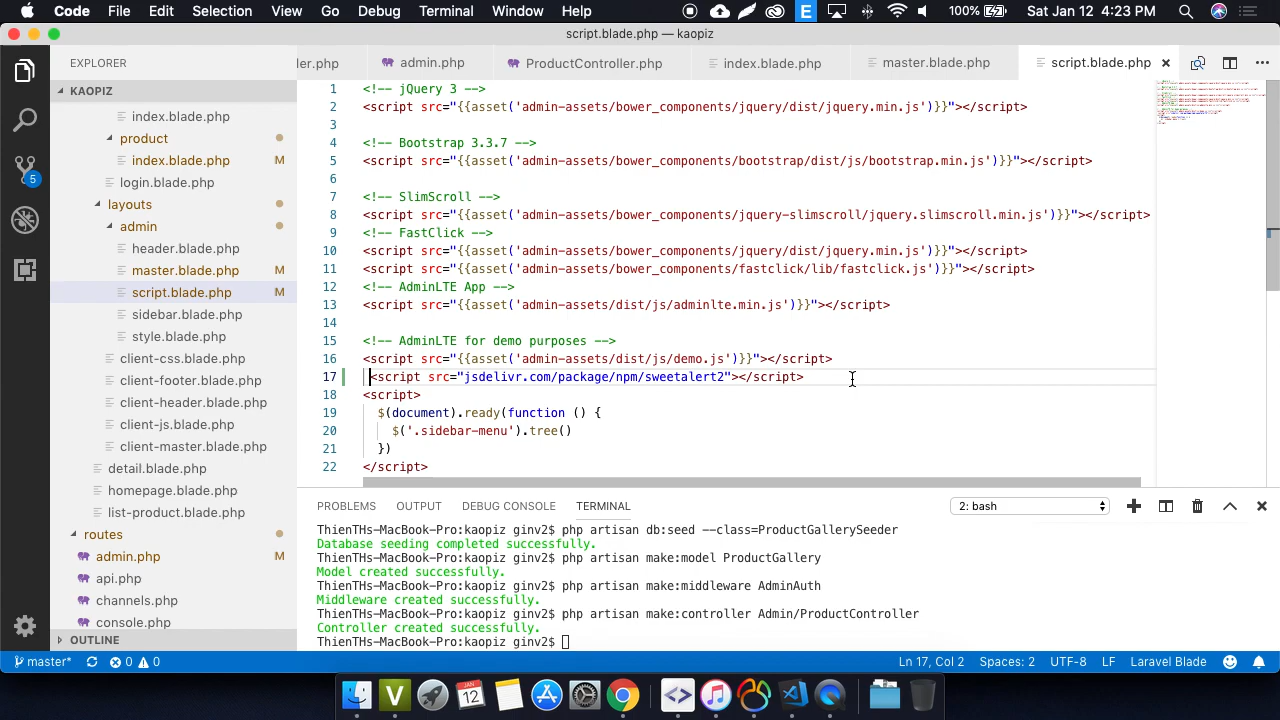 Code File Edit Selection View Go Debug Terminal Window Help 100% Sat Jan 12 4:23 PM
script.blade.php — kaopiz
EXPLORER
ler.php admin.php ProductController.php index.blade.php master.blade.php script.blade.php
KAOPIZ
index.blade.php
product
index.blade.php M
login.blade.php
layouts
admin
header.blade.php
master.blade.php M
script.blade.php M
sidebar.blade.php
style.blade.php
client-css.blade.php
client-footer.blade.php
client-header.blade.php
client-js.blade.php
client-master.blade.php
detail.blade.php
homepage.blade.php
list-product.blade.php
routes
admin.php M
api.php
channels.php
console.php
OUTLINE
5
1 <!-- jQuery 3 -->
2 <script src="{{asset('admin-assets/bower_components/jquery/dist/jquery.min.js')}}"></script>
3
4 <!-- Bootstrap 3.3.7 -->
5 <script src="{{asset('admin-assets/bower_components/bootstrap/dist/js/bootstrap.min.js')}}"></script>
6
7 <!-- SlimScroll -->
8 <script src="{{asset('admin-assets/bower_components/jquery-slimscroll/jquery.slimscroll.min.js')}}"></script>
9 <!-- FastClick -->
10 <script src="{{asset('admin-assets/bower_components/jquery/dist/jquery.min.js')}}"></script>
11 <script src="{{asset('admin-assets/bower_components/fastclick/lib/fastclick.js')}}"></script>
12 <!-- AdminLTE App -->
13 <script src="{{asset('admin-assets/dist/js/adminlte.min.js')}}"></script>
14
15 <!-- AdminLTE for demo purposes -->
16 <script src="{{asset('admin-assets/dist/js/demo.js')}}"></script>
17 <script src="jsdelivr.com/package/npm/sweetalert2"></script>
18 <script>
19 $(document).ready(function () {
20 $('.sidebar-menu').tree()
21 })
22 </script>
PROBLEMS OUTPUT DEBUG CONSOLE TERMINAL 2: bash
ThienTHs-MacBook-Pro:kaopiz ginv2$ php artisan db:seed --class=ProductGallerySeeder
Database seeding completed successfully.
ThienTHs-MacBook-Pro:kaopiz ginv2$ php artisan make:model ProductGallery
Model created successfully.
ThienTHs-MacBook-Pro:kaopiz ginv2$ php artisan make:middleware AdminAuth
Middleware created successfully.
ThienTHs-MacBook-Pro:kaopiz ginv2$ php artisan make:controller Admin/ProductController
Controller created successfully.
ThienTHs-MacBook-Pro:kaopiz ginv2$
master* 0 0 Ln 17, Col 2 Spaces: 2 UTF-8 LF Laravel Blade
JAN 12